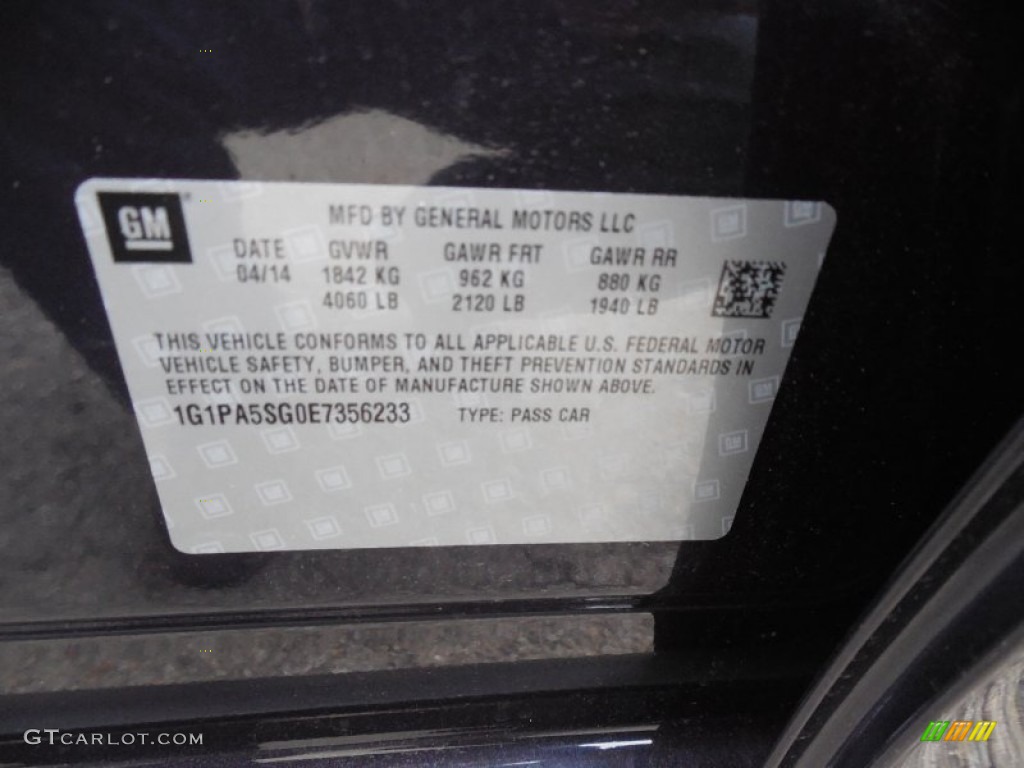 GM
MFD BY GENERAL MOTORS LLC
DATE GVWR GAWR FRT GAWR RR
04/14 1842 KG 962 KG 880 KG
4060 LB 2120 LB 1940 LB
THIS VEHICLE CONFORMS TO ALL APPLICABLE U.S. FEDERAL MOTOR
VEHICLE SAFETY, BUMPER, AND THEFT PREVENTION STANDARDS IN
EFFECT ON THE DATE OF MANUFACTURE SHOWN ABOVE.
1G1PA5SG0E7356233 TYPE: PASS CAR
GTCARLOT.COM